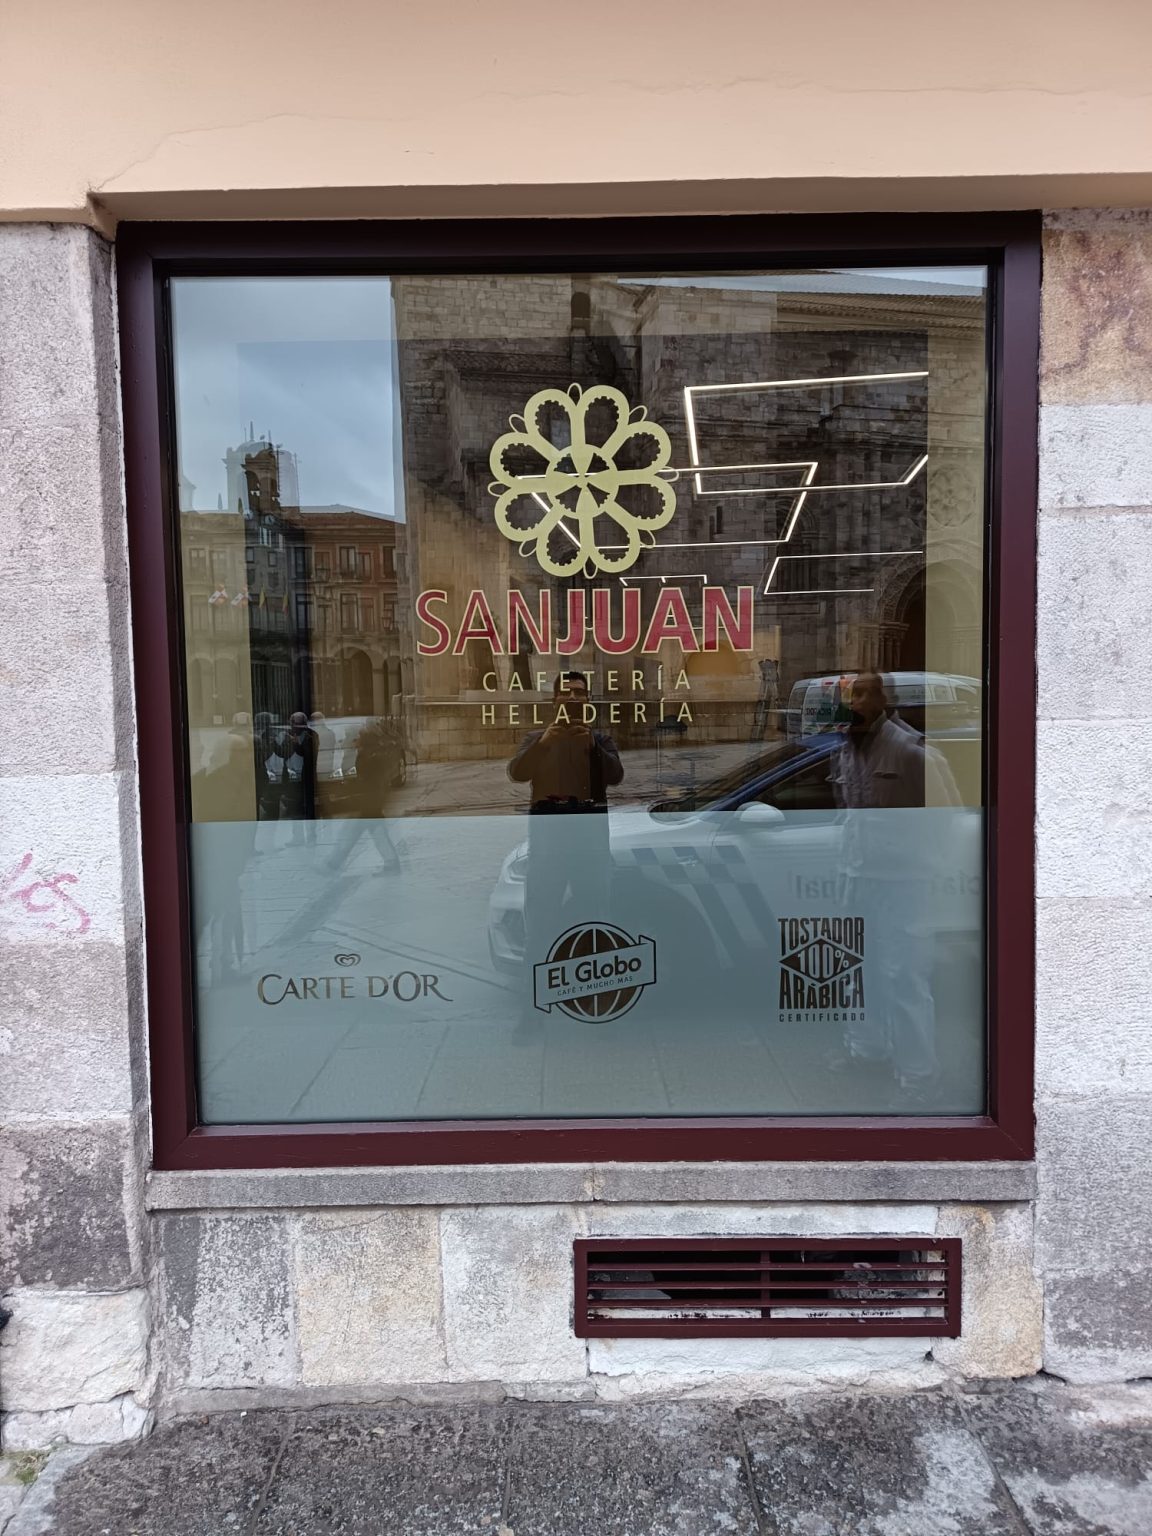 SANJUAN
CAFETERÍA
HELADERÍA
CARTE D'OR
EL GLOBO
CAFÉ Y MUCHO MÁS
TOSTADOR
100%
ARÁBICA
CERTIFICADO